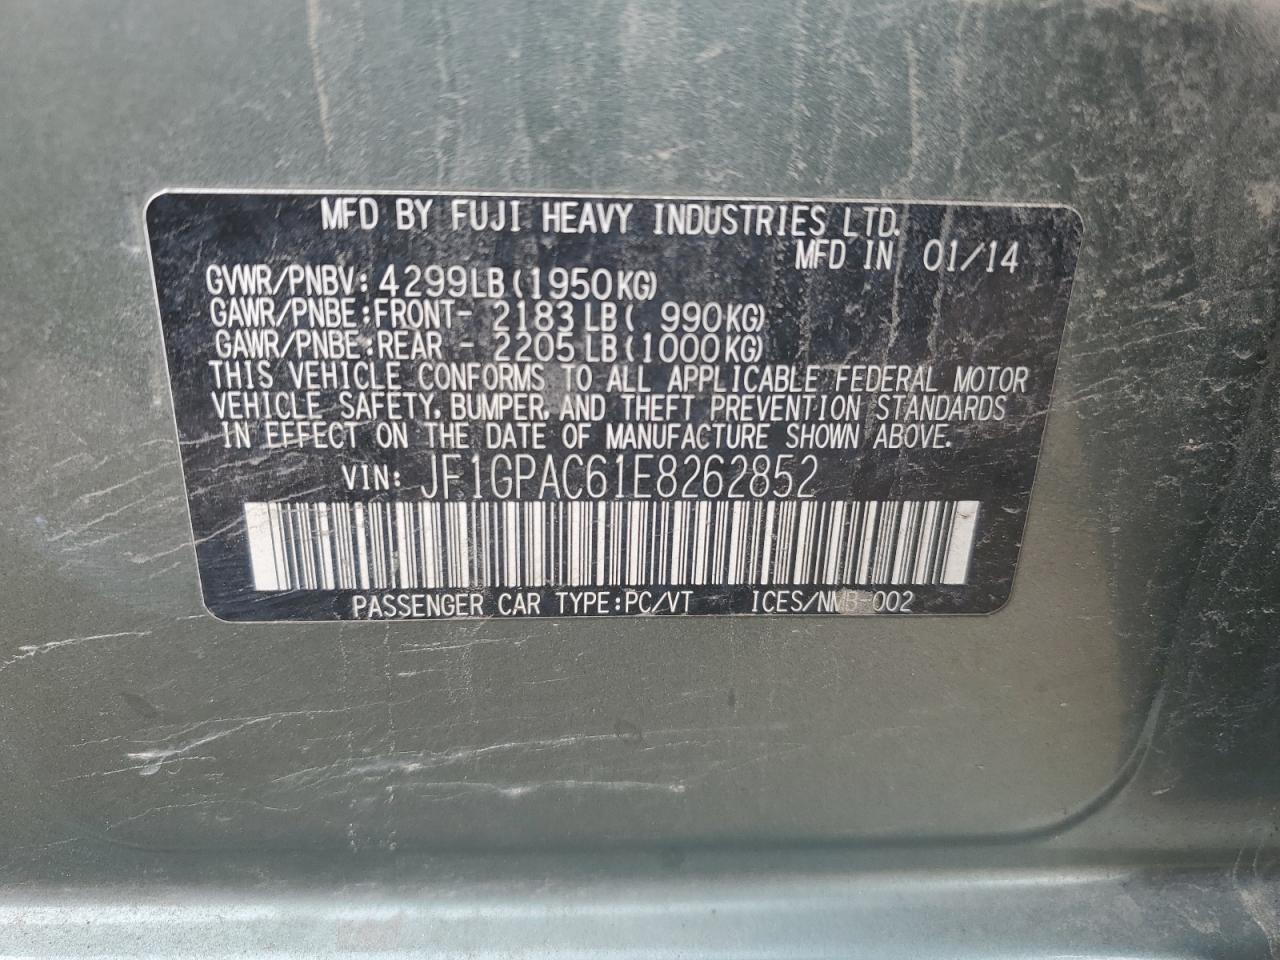 MFD BY FUJI HEAVY INDUSTRIES LTD.
MFD IN 01/14
GVWR/PNBV: 4299LB (1950KG)
GAWR/PNBE:FRONT- 2183 LB( 990KG)
GAWR/PNBE:REAR - 2205 LB(1000KG)
THIS VEHICLE CONFORMS TO ALL APPLICABLE FEDERAL MOTOR
VEHICLE SAFETY, BUMPER, AND THEFT PREVENTION STANDARDS
IN EFFECT ON THE DATE OF MANUFACTURE SHOWN ABOVE.
VIN: JF1GPAC61E8262852
PASSENGER CAR TYPE:PC/VT ICES/NMB-002